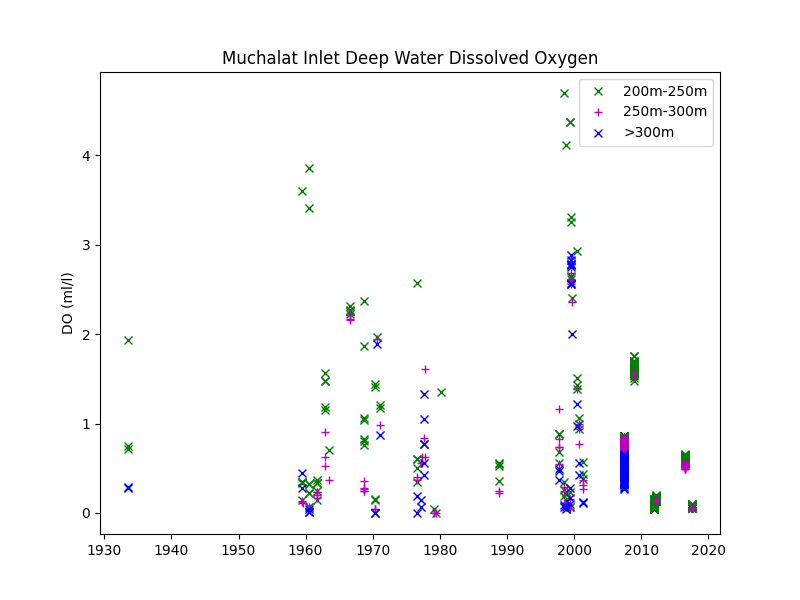 Muchalat Inlet Deep Water Dissolved Oxygen
200m-250m
250m-300m
>300m
DO (ml/l)
4
3
2
1
0
1930 1940 1950 1960 1970 1980 1990 2000 2010 2020